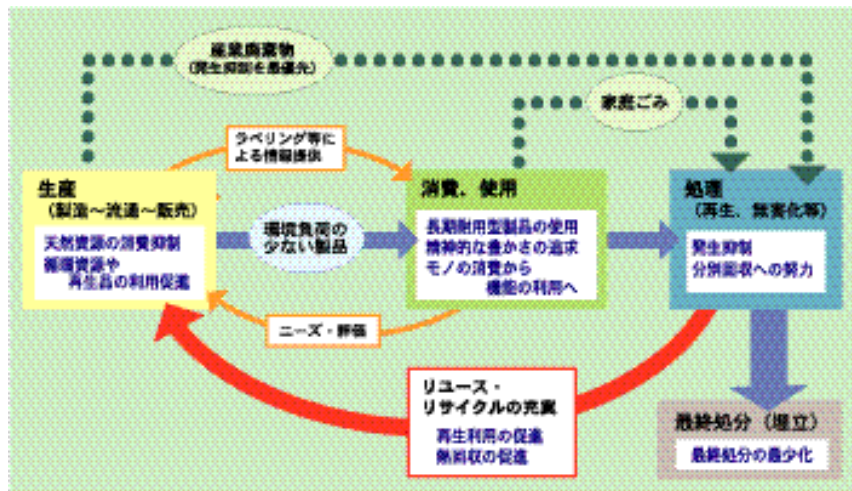 産業廃棄物
(発生抑制を最優先)
家庭ごみ
ラベリング等に
よる情報提供
生産
(製造〜流通〜販売)
天然資源の消費抑制
循環資源や
再生品の利用促進
環境負荷の
少ない製品
消費、使用
長期耐用型製品の使用
精神的な豊かさの追求
モノの消費から
機能の利用へ
処理
(再生、無害化等)
発生抑制
分別回収への努力
ニーズ・評価
リユース・
リサイクルの充実
再生利用の促進
熱回収の促進
最終処分(埋立)
最終処分の最少化